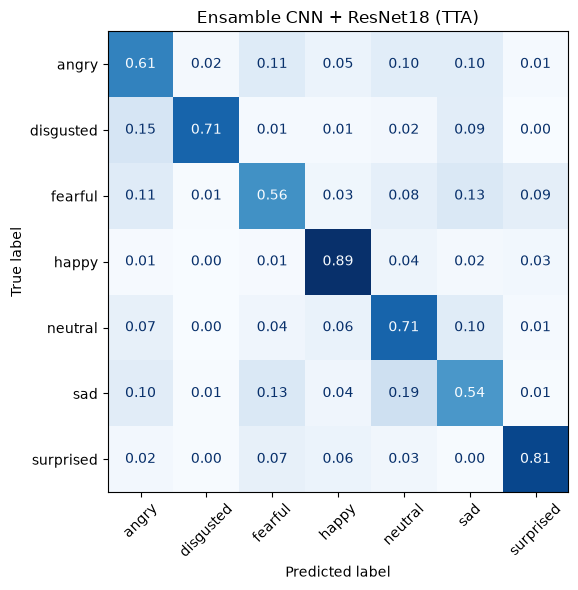 Ensamble CNN + ResNet18 (TTA)
angry 0.61 0.02 0.11 0.05 0.10 0.10 0.01
disgusted 0.15 0.71 0.01 0.01 0.02 0.09 0.00
fearful 0.11 0.01 0.56 0.03 0.08 0.13 0.09
happy 0.01 0.00 0.01 0.89 0.04 0.02 0.03
neutral 0.07 0.00 0.04 0.06 0.71 0.10 0.01
sad 0.10 0.01 0.13 0.04 0.19 0.54 0.01
surprised 0.02 0.00 0.07 0.06 0.03 0.00 0.81
True label
angry disgusted fearful happy neutral sad surprised
Predicted label